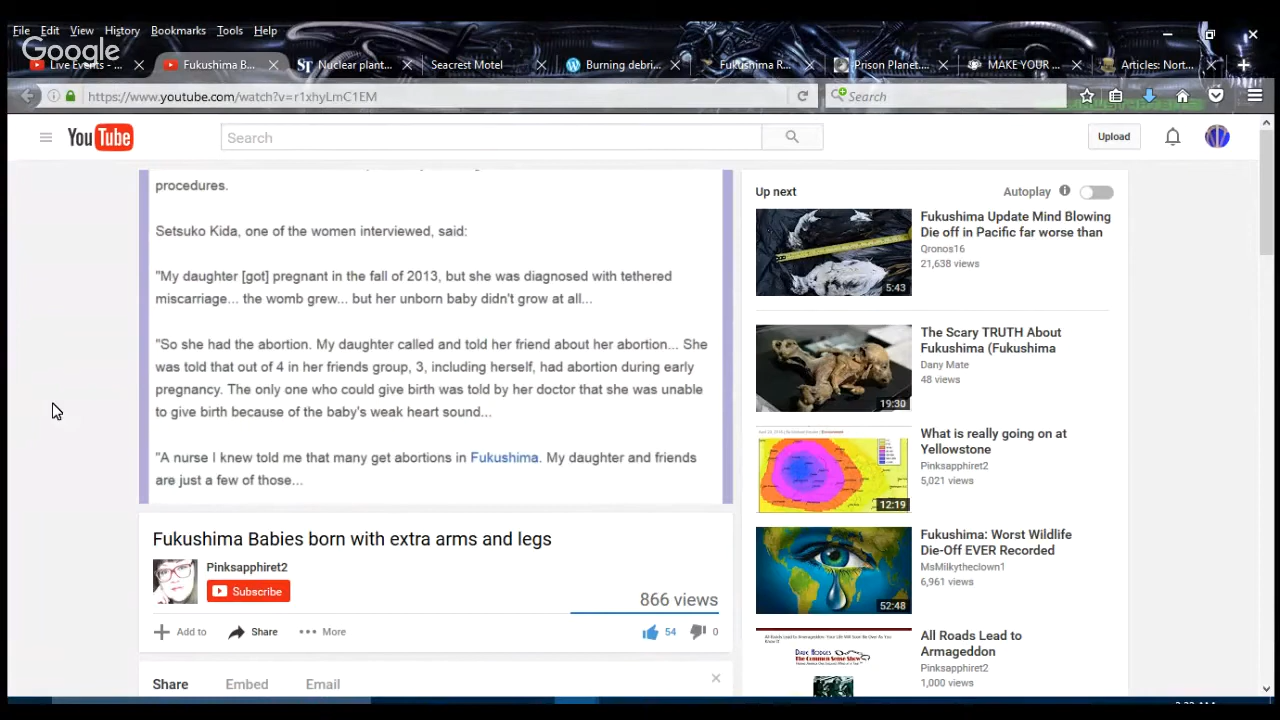 File Edit View History Bookmarks Tools Help
Google
Live Events - ...
Fukushima B...
ST Nuclear plant...
Seacrest Motel
Burning debri...
Fukushima R...
Prison Planet....
MAKE YOUR ...
Articles: Nort...
https://www.youtube.com/watch?v=r1xhyLmC1EM
Search
YouTube
Search
Upload
procedures.
Setsuko Kida, one of the women interviewed, said:
"My daughter [got] pregnant in the fall of 2013, but she was diagnosed with tethered
miscarriage... the womb grew... but her unborn baby didn't grow at all...
"So she had the abortion. My daughter called and told her friend about her abortion... She
was told that out of 4 in her friends group, 3, including herself, had abortion during early
pregnancy. The only one who could give birth was told by her doctor that she was unable
to give birth because of the baby's weak heart sound...
"A nurse I knew told me that many get abortions in Fukushima. My daughter and friends
are just a few of those...
Fukushima Babies born with extra arms and legs
Pinksapphiret2
Subscribe
866 views
Add to
Share
More
54
0
Share
Embed
Email
Up next
Autoplay
Fukushima Update Mind Blowing
Die off in Pacific far worse than
Qronos16
21,638 views
5:43
The Scary TRUTH About
Fukushima (Fukushima
Dany Mate
48 views
19:30
What is really going on at
Yellowstone
Pinksapphiret2
5,021 views
12:19
Fukushima: Worst Wildlife
Die-Off EVER Recorded
MsMilkytheclown1
6,961 views
52:48
All Roads Lead to
Armageddon
Pinksapphiret2
1,000 views
DAVE HODGES
The Common Sense Show